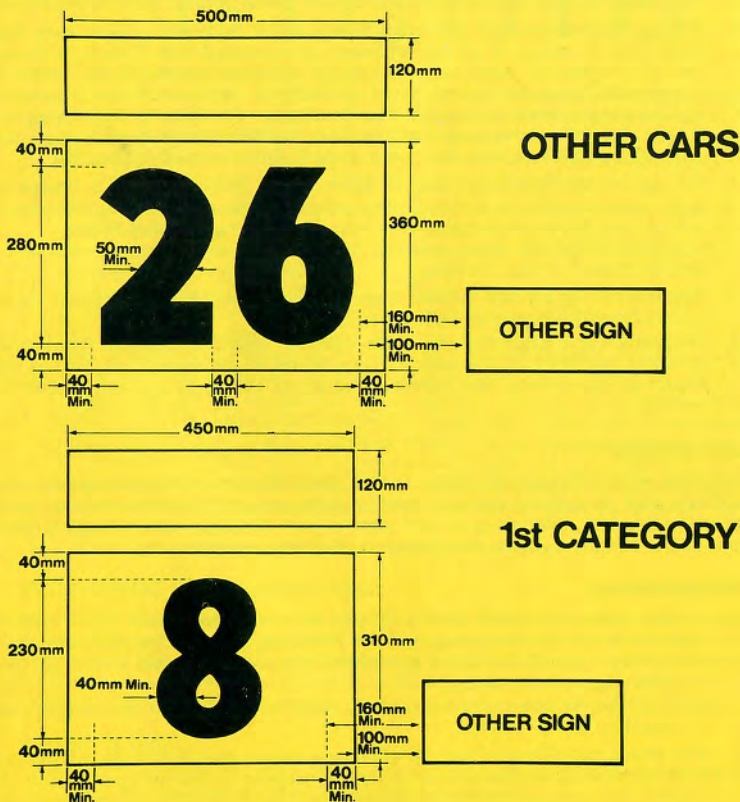 500mm
120mm
OTHER CARS
40mm
280mm
40mm
26
50mm
Min.
360mm
160mm
Min.
100mm
Min.
OTHER SIGN
40
mm
Min.
40
mm
Min.
40
mm
Min.
450mm
120mm
1st CATEGORY
40mm
230mm
40mm
8
40mm Min.
310mm
160mm
Min.
100mm
Min.
OTHER SIGN
40
mm
Min.
40
mm
Min.